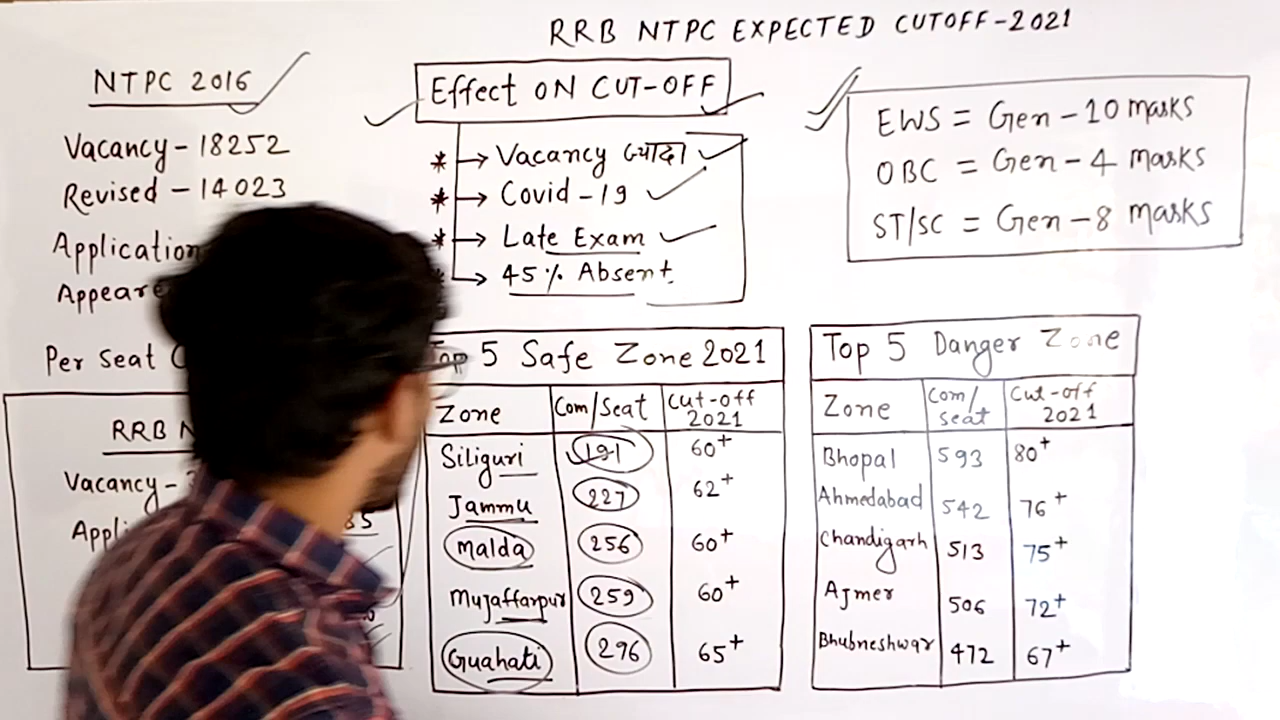 RRB NTPC EXPECTED CUTOFF-2021
NTPC 2016
Vacancy - 18252
Revised - 14023
Application
Per Seat
RRB
Vacancy -
Effect ON CUT-OFF
* → Vacancy ज्यादा
* → Covid -19
* → Late Exam
→ 45% Absent
EWS = Gen - 10 masks
OBC = Gen - 4 masks
ST/SC = Gen - 8 masks
5 Safe Zone 2021
Zone Com/Seat Cut-off 2021
Siliguri 191 60+
Jammu 227 62+
Malda 256 60+
Mujaffarpur 259 60+
Guahati 296 65+
Top 5 Danger Zone
Zone Com/seat Cut-off 2021
Bhopal 593 80+
Ahmedabad 542 76+
Chandigarh 513 75+
Ajmer 506 72+
Bhubneshwar 472 67+